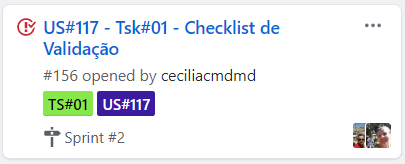 US#117 - Tsk#01 - Checklist de
Validação
#156 opened by ceciliacmdmd
TS#01 US#117
Sprint #2